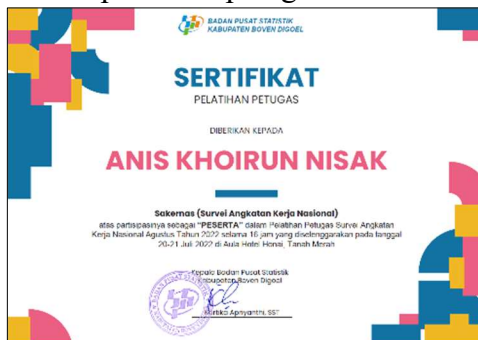 BADAN PUSAT STATISTIK
KABUPATEN BOVEN DIGOEL
SERTIFIKAT
PELATIHAN PETUGAS
DIBERIKAN KEPADA
ANIS KHOIRUN NISAK
Sakernas (Survei Angkatan Kerja Nasional)
atas partisipasinya sebagai "PESERTA" dalam Pelatihan Petugas Survei Angkatan
Kerja Nasional Agustus Tahun 2022 selama 16 jam yang diselenggarakan pada tanggal
20-21 Juli 2022 di Aula Hotel Honai, Tanah Merah
Kepala Badan Pusat Statistik
Kabupaten Boven Digoel
Apriyanthi, SST